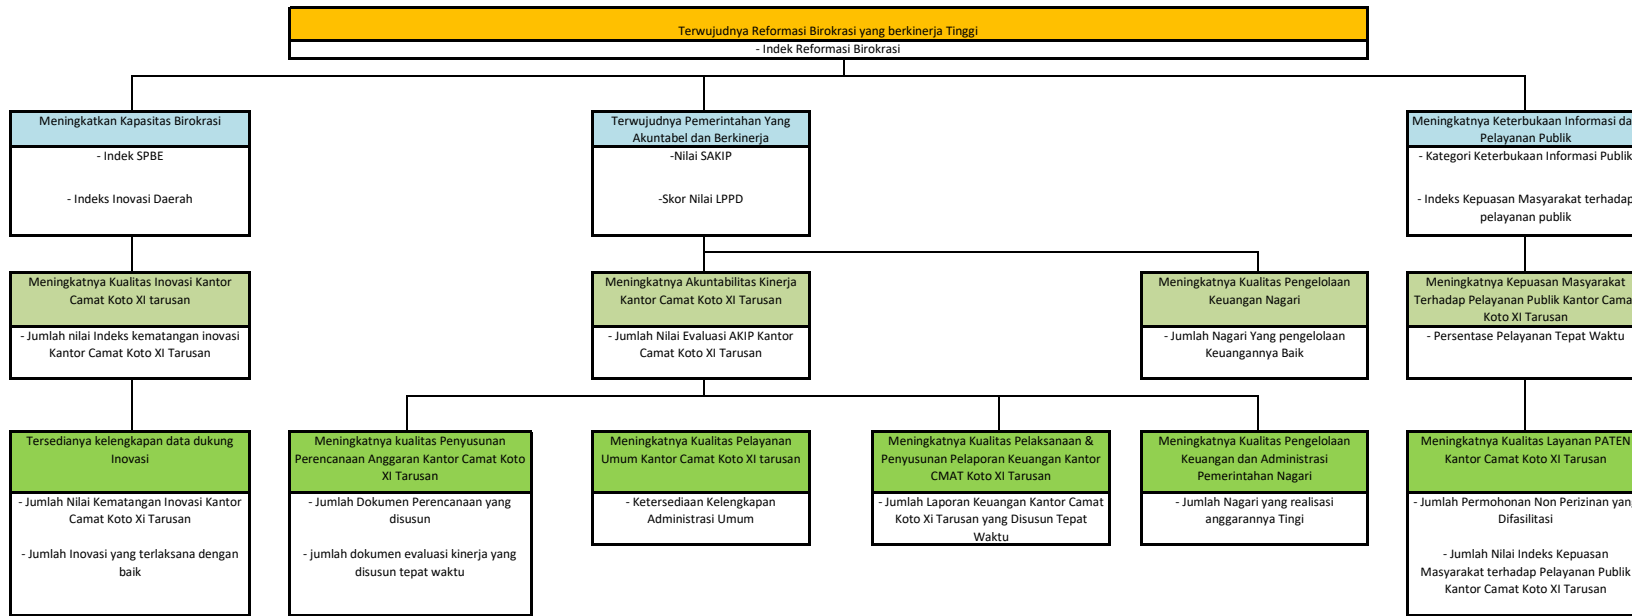 Terwujudnya Reformasi Birokrasi yang berkinerja Tinggi
- Indek Reformasi Birokrasi
Meningkatkan Kapasitas Birokrasi
- Indek SPBE
- Indeks Inovasi Daerah
Terwujudnya Pemerintahan Yang
Akuntabel dan Berkinerja
-Nilai SAKIP
-Skor Nilai LPPD
Meningkatnya Keterbukaan Informasi da
Pelayanan Publik
- Kategori Keterbukaan Informasi Publik
- Indeks Kepuasan Masyarakat terhadap
pelayanan publik
Meningkatnya Kualitas Inovasi Kantor
Camat Koto XI tarusan
- Jumlah nilai Indeks kematangan inovasi
Kantor Camat Koto XI Tarusan
Meningkatnya Akuntabilitas Kinerja
Kantor Camat Koto XI Tarusan
- Jumlah Nilai Evaluasi AKIP Kantor
Camat Koto XI Tarusan
Meningkatnya Kualitas Pengelolaan
Keuangan Nagari
- Jumlah Nagari Yang pengelolaan
Keuangannya Baik
Meningkatnya Kepuasan Masyarakat
Terhadap Pelayanan Publik Kantor Cama
Koto XI Tarusan
- Persentase Pelayanan Tepat Waktu
Tersedianya kelengkapan data dukung
Inovasi
- Jumlah Nilai Kematangan Inovasi Kantor
Camat Koto Xi Tarusan
- Jumlah Inovasi yang terlaksana dengan
baik
Meningkatnya kualitas Penyusunan
Perencanaan Anggaran Kantor Camat Koto
XI Tarusan
- Jumlah Dokumen Perencanaan yang
disusun
- jumlah dokumen evaluasi kinerja yang
disusun tepat waktu
Meningkatnya Kualitas Pelayanan
Umum Kantor Camat Koto XI tarusan
- Ketersediaan Kelengkapan
Administrasi Umum
Meningkatnya Kualitas Pelaksanaan &
Penyusunan Pelaporan Keuangan Kantor
CMAT Koto XI Tarusan
- Jumlah Laporan Keuangan Kantor Camat
Koto Xi Tarusan yang Disusun Tepat
Waktu
Meningkatnya Kualitas Pengelolaan
Keuangan dan Administrasi
Pemerintahan Nagari
- Jumlah Nagari yang realisasi
anggarannya Tingi
Meningkatnya Kualitas Layanan PATEN
Kantor Camat Koto XI Tarusan
- Jumlah Permohonan Non Perizinan yang
Difasilitasi
- Jumlah Nilai Indeks Kepuasan
Masyarakat terhadap Pelayanan Publik
Kantor Camat Koto XI Tarusan